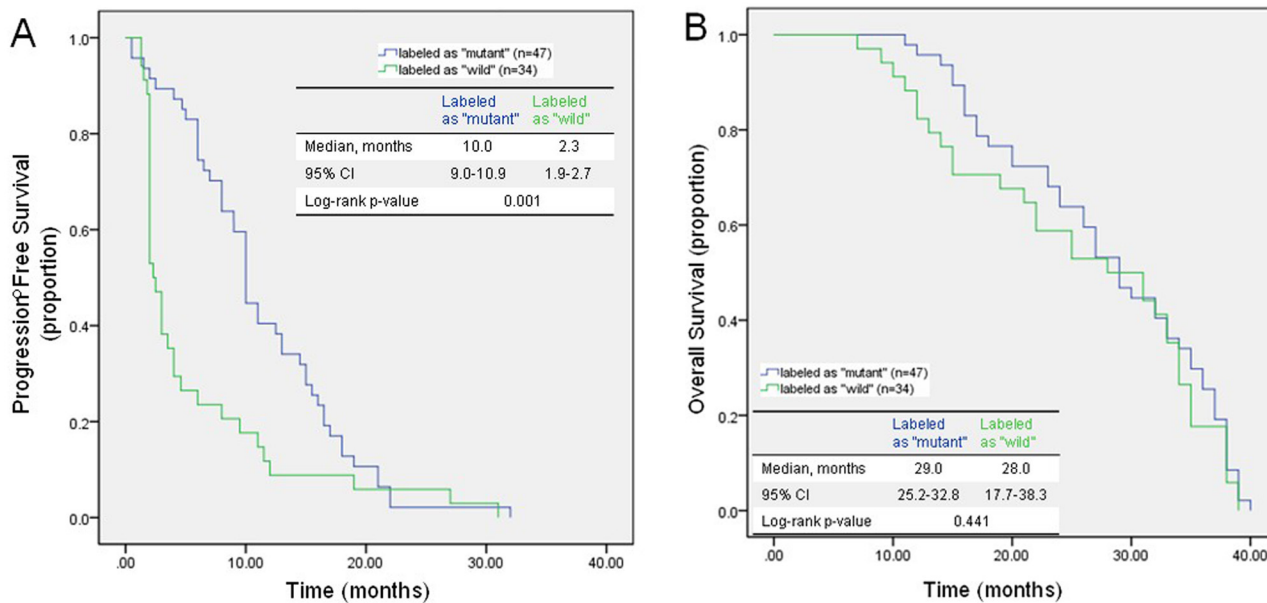 A
labeled as "mutant" (n=47)
labeled as "wild" (n=34)
Labeled Labeled
as "mutant" as "wild"
Median, months 10.0 2.3
95% CI 9.0-10.9 1.9-2.7
Log-rank p-value 0.001
Progression?Free Survival
(proportion)
1.0
0.8
0.6
0.4
0.2
0.0
.00 10.00 20.00 30.00 40.00
Time (months)
B
Overall Survival (proportion)
1.0
0.8
0.6
0.4
0.2
0.0
labeled as "mutant" (n=47)
labeled as "wild" (n=34)
Labeled Labeled
as "mutant" as "wild"
Median, months 29.0 28.0
95% CI 25.2-32.8 17.7-38.3
Log-rank p-value 0.441
.00 10.00 20.00 30.00 40.00
Time (months)